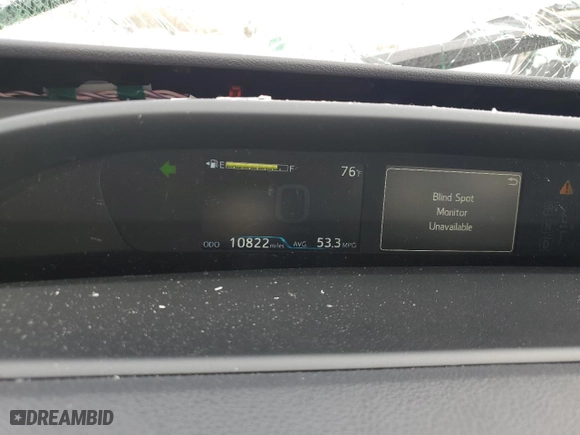 E F
76°F
Blind Spot
Monitor
Unavailable
ODO 10822 miles AVG 53.3 MPG
DREAMBID